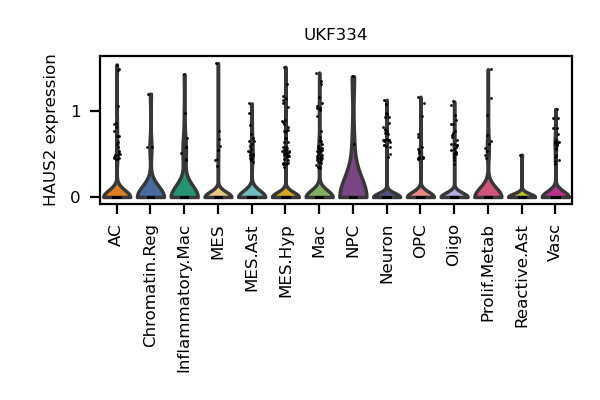 UKF334
HAUS2 expression
1
0
AC
Chromatin.Reg
Inflammatory.Mac
MES
MES.Ast
MES.Hyp
Mac
NPC
Neuron
OPC
Oligo
Prolif.Metab
Reactive.Ast
Vasc